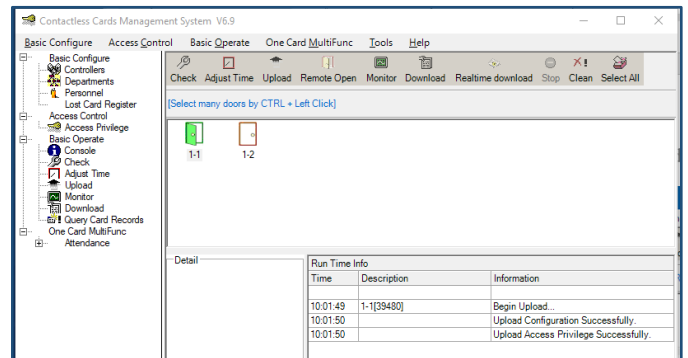 Contactless Cards Management System V6.9
Basic Configure Access Control Basic Operate One Card MultiFunc Tools Help
Basic Configure
Controllers
Departments
Personnel
Lost Card Register
Access Control
Access Privilege
Basic Operate
Console
Check
Adjust Time
Upload
Monitor
Download
Query Card Records
One Card MultiFunc
Attendance
Check Adjust Time Upload Remote Open Monitor Download Realtime download Stop Clean Select All
[Select many doors by CTRL + Left Click]
1-1 1-2
Detail
Run Time Info
Time Description Information
10:01:49 1-1[39480] Begin Upload...
10:01:50 Upload Configuration Successfully.
10:01:50 Upload Access Privilege Successfully.